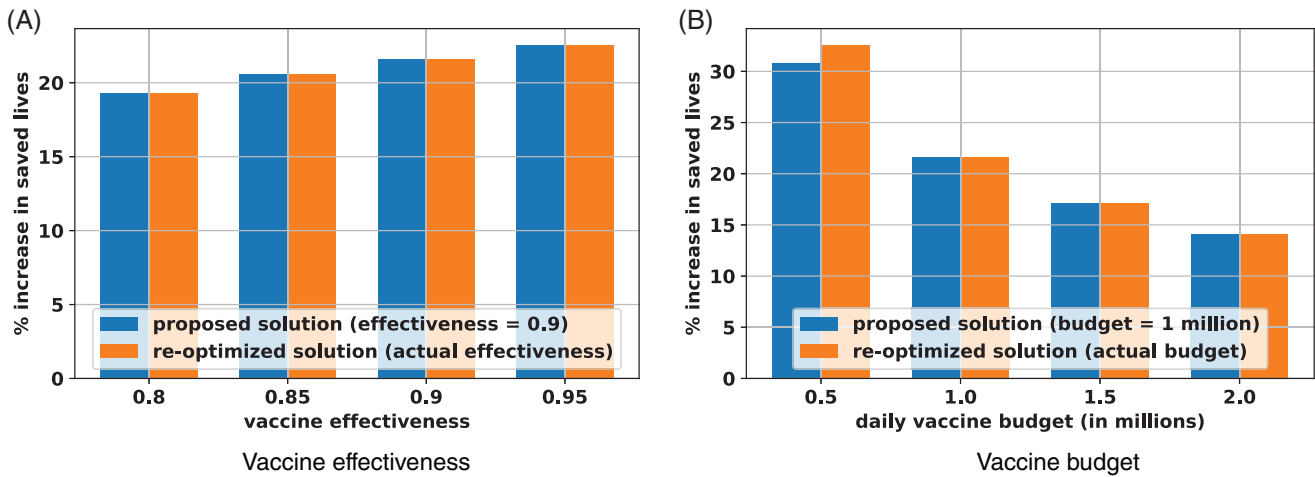 (A)
% increase in saved lives
20
15
10
5
0
proposed solution (effectiveness = 0.9)
re-optimized solution (actual effectiveness)
0.8 0.85 0.9 0.95
vaccine effectiveness
Vaccine effectiveness
(B)
% increase in saved lives
30
25
20
15
10
5
0
proposed solution (budget = 1 million)
re-optimized solution (actual budget)
0.5 1.0 1.5 2.0
daily vaccine budget (in millions)
Vaccine budget